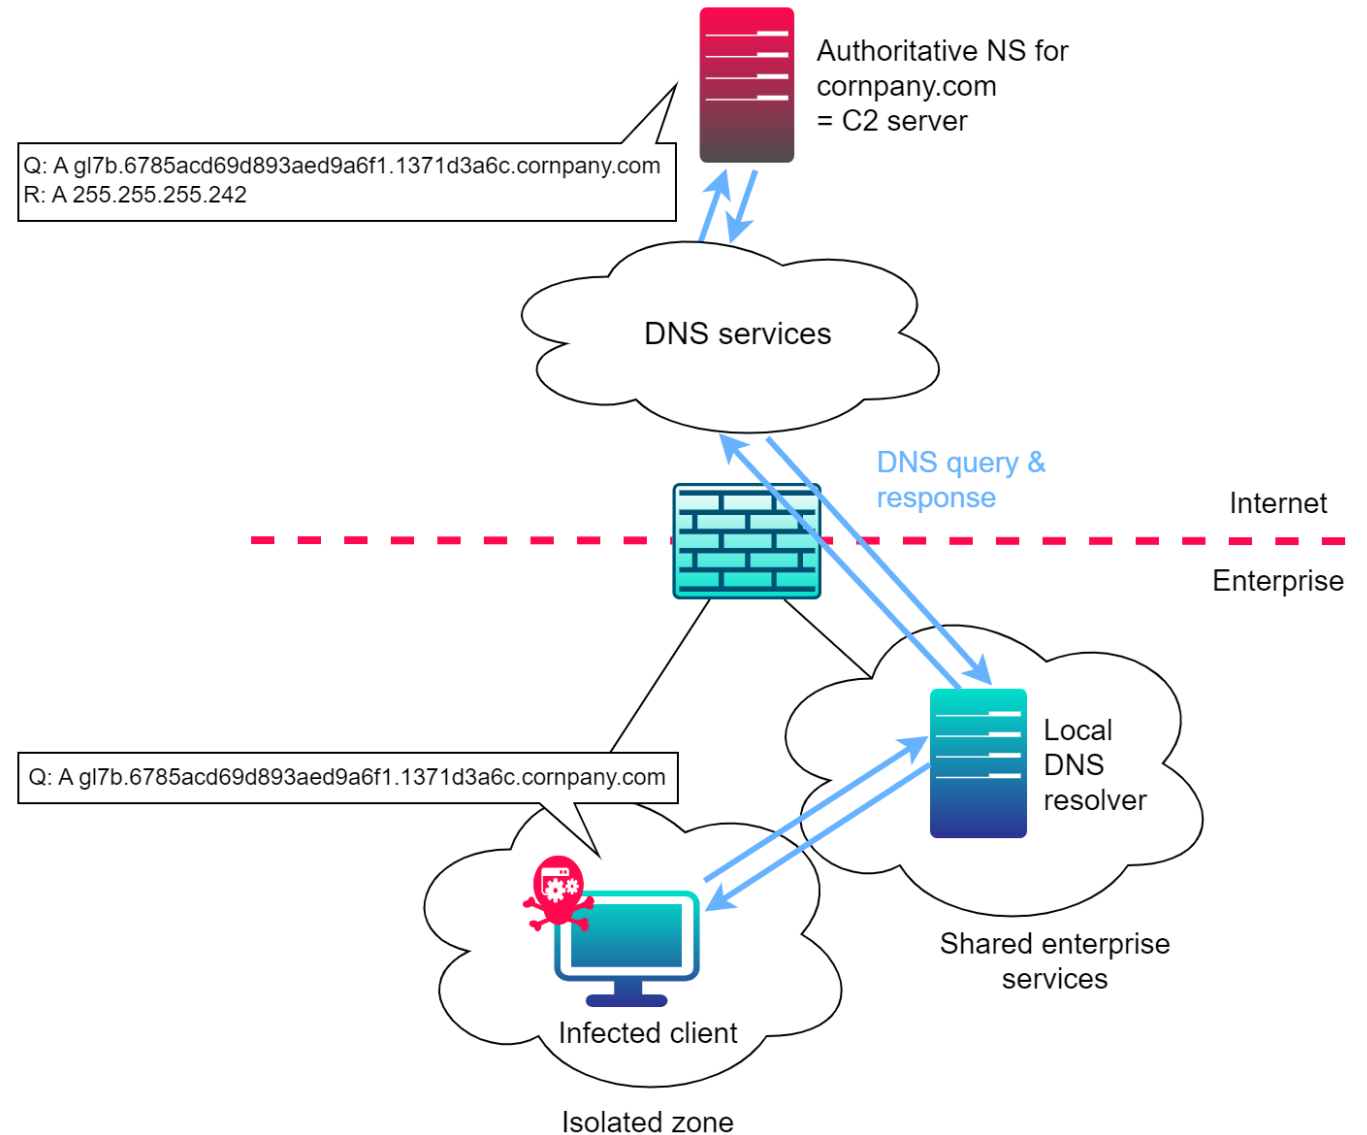 Authoritative NS for
cornpany.com
= C2 server
Q: A gl7b.6785acd69d893aed9a6f1.1371d3a6c.cornpany.com
R: A 255.255.255.242
DNS services
DNS query &
response
Internet
Enterprise
Local
DNS
resolver
Q: A gl7b.6785acd69d893aed9a6f1.1371d3a6c.cornpany.com
Shared enterprise
services
Infected client
Isolated zone